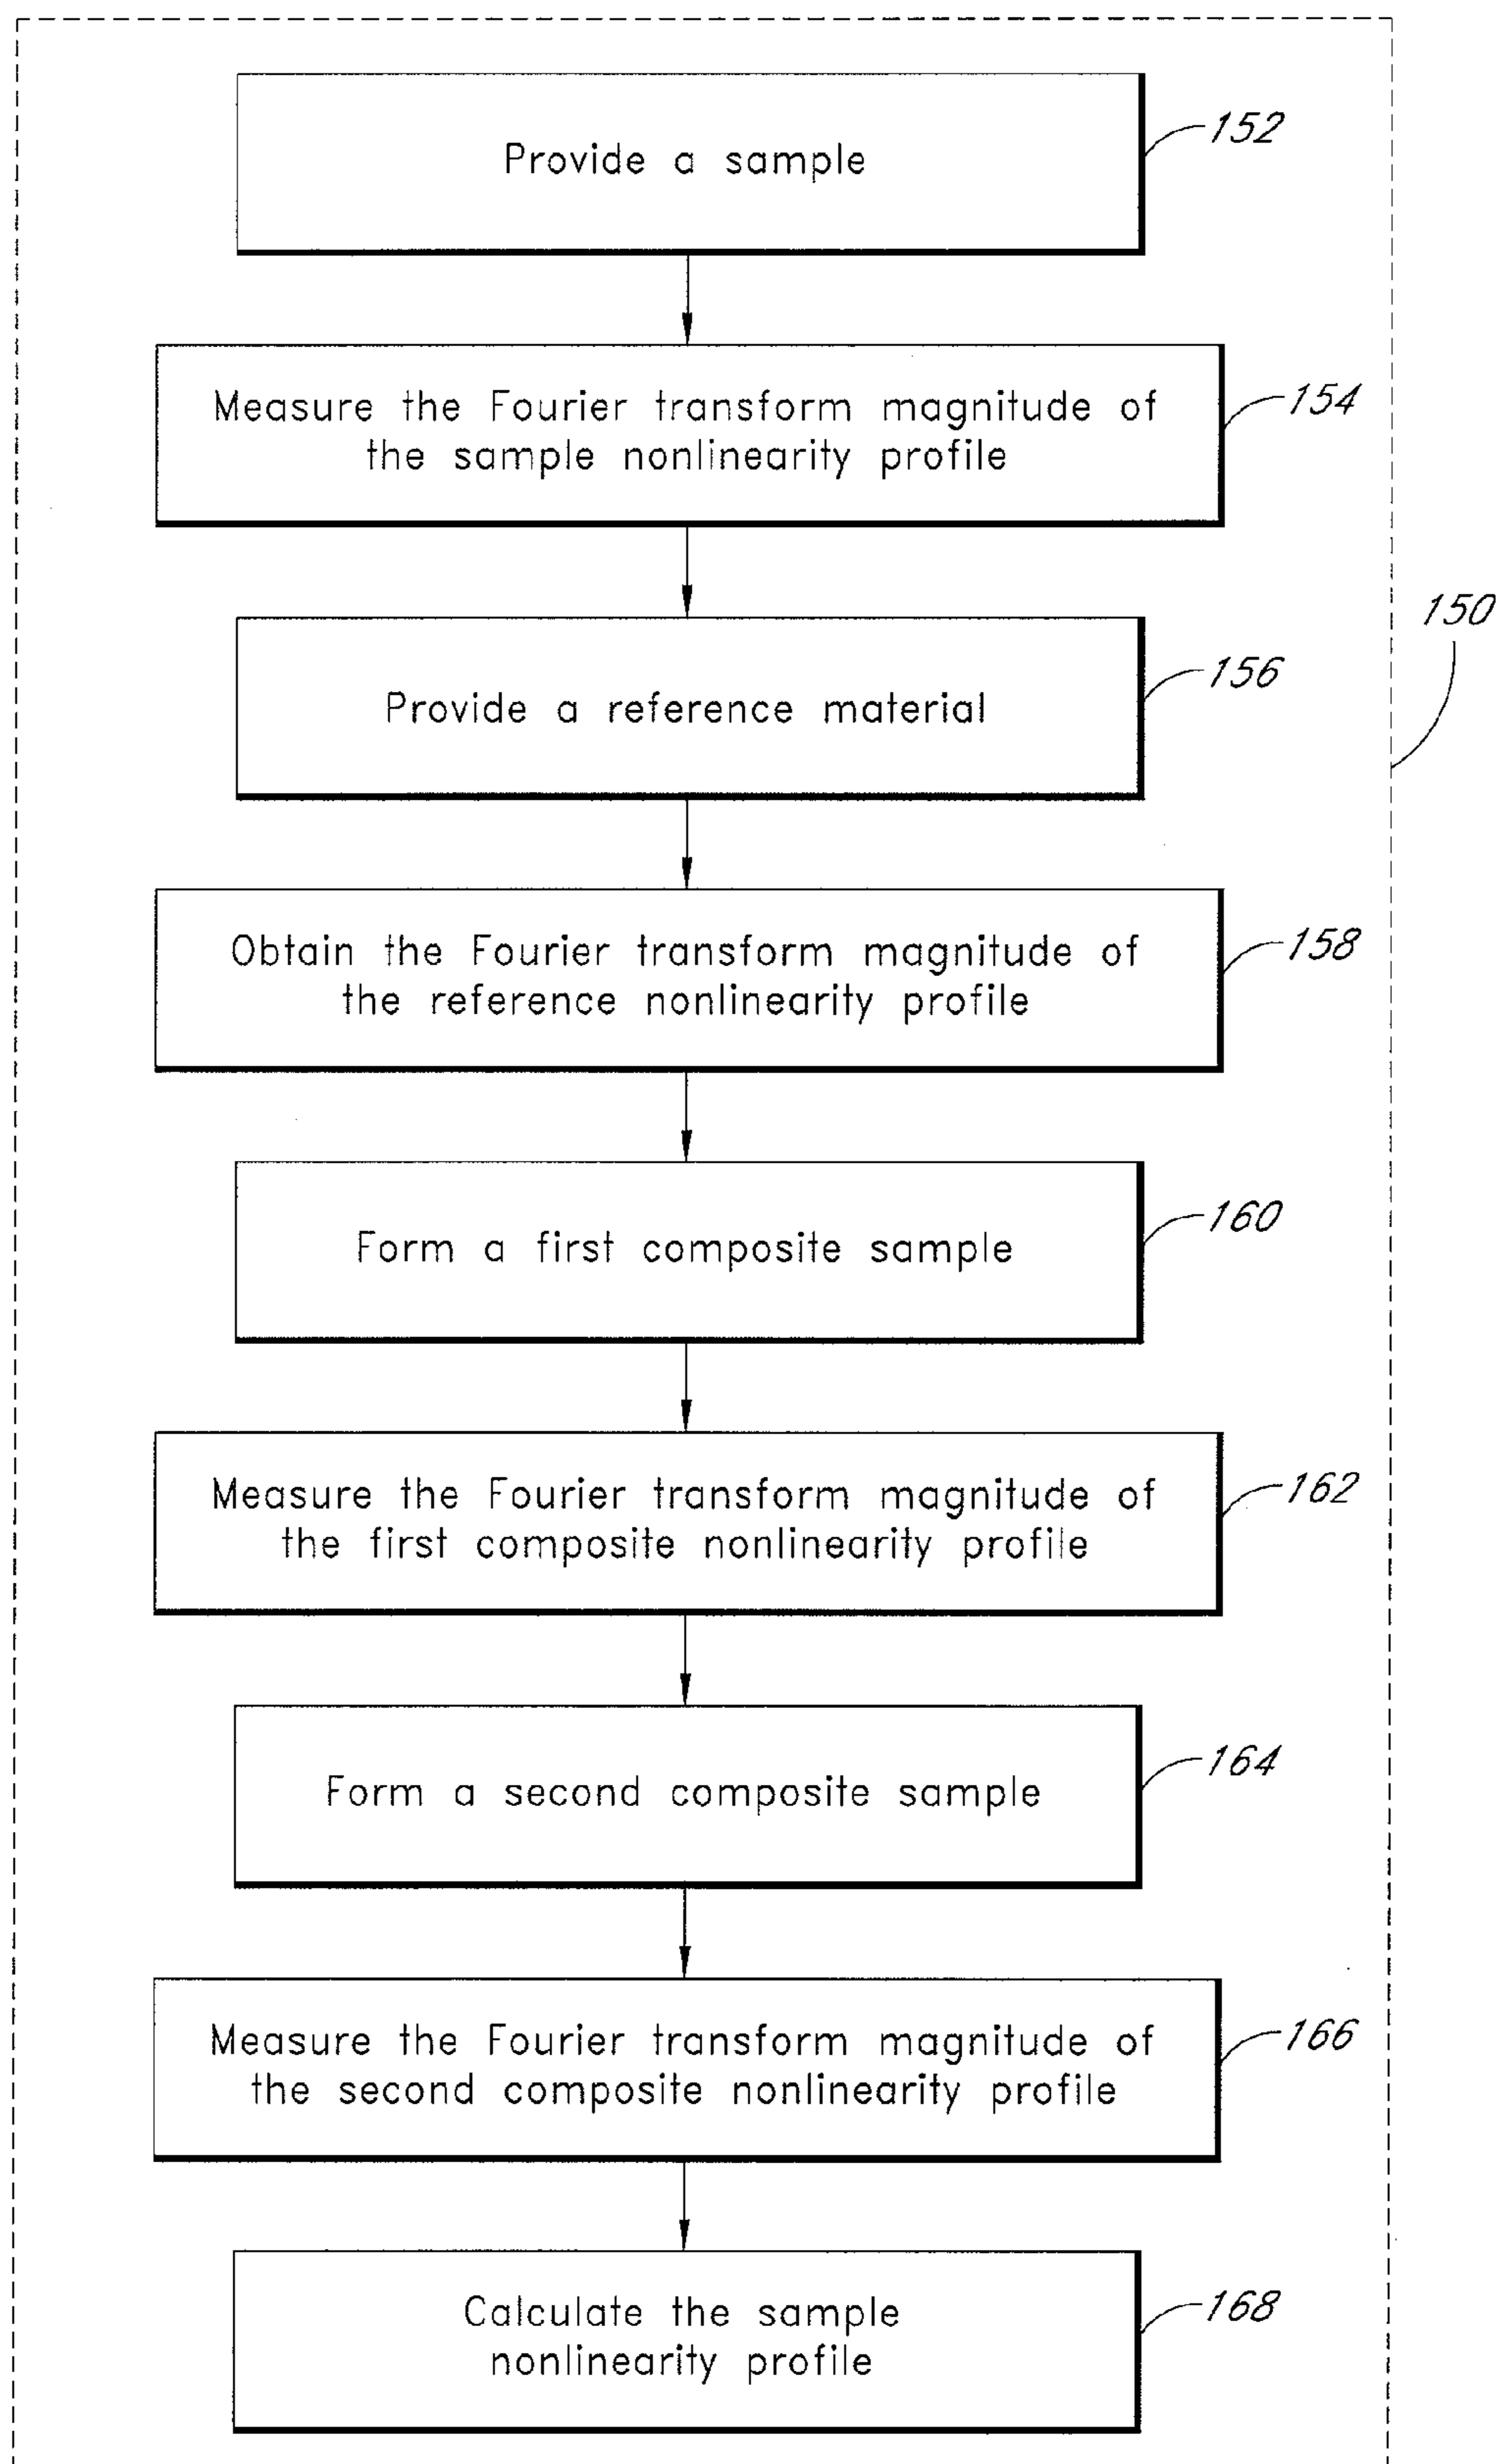 Provide a sample
152
Measure the Fourier transform magnitude of
the sample nonlinearity profile
154
150
Provide a reference material
156
Obtain the Fourier transform magnitude of
the reference nonlinearity profile
158
Form a first composite sample
160
Measure the Fourier transform magnitude of
the first composite nonlinearity profile
162
Form a second composite sample
164
Measure the Fourier transform magnitude of
the second composite nonlinearity profile
166
Calculate the sample
nonlinearity profile
168